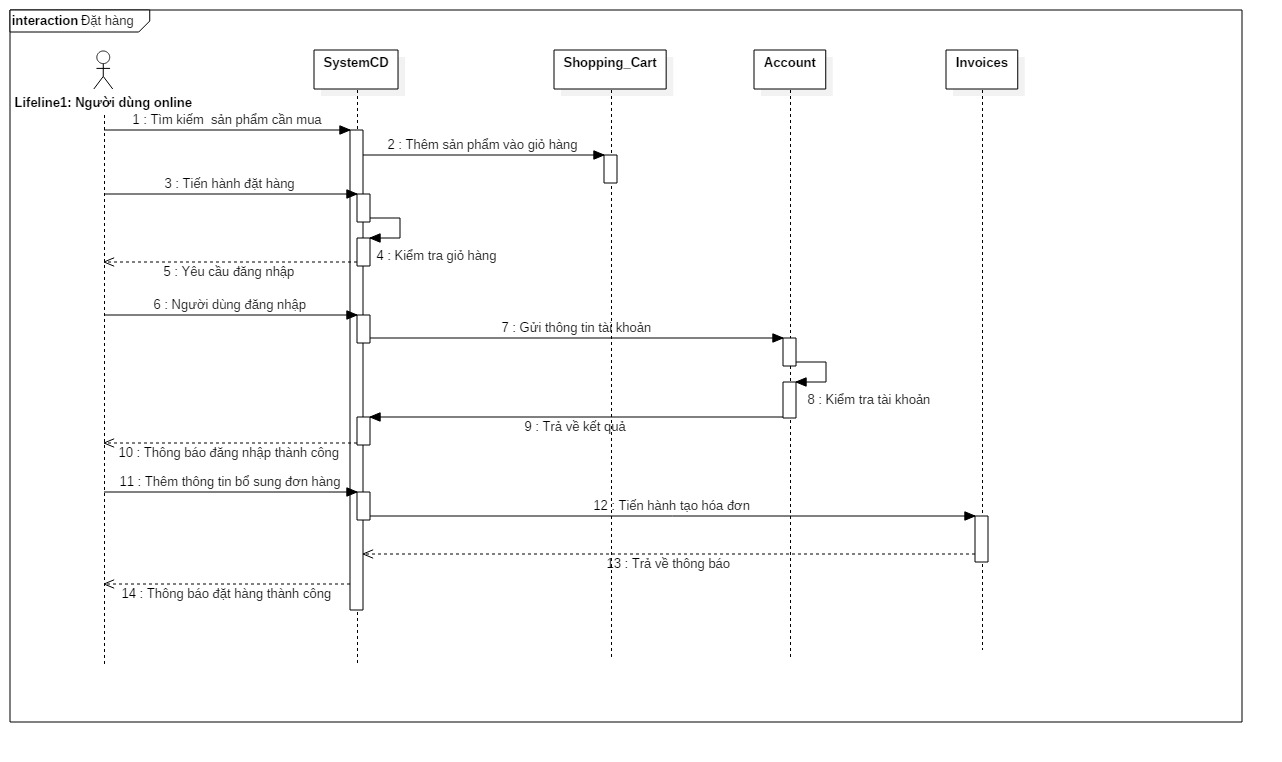 interaction Đặt hàng
SystemCD
Shopping_Cart
Account
Invoices
Lifeline1: Người dùng online
1 : Tìm kiếm  sản phẩm cần mua
2 : Thêm sản phẩm vào giỏ hàng
3 : Tiến hành đặt hàng
4 : Kiểm tra giỏ hàng
5 : Yêu cầu đăng nhập
6 : Người dùng đăng nhập
7 : Gửi thông tin tài khoản
8 : Kiểm tra tài khoản
9 : Trả về kết quả
10 : Thông báo đăng nhập thành công
11 : Thêm thông tin bổ sung đơn hàng
12 : Tiến hành tạo hóa đơn
13 : Trả về thông báo
14 : Thông báo đặt hàng thành công